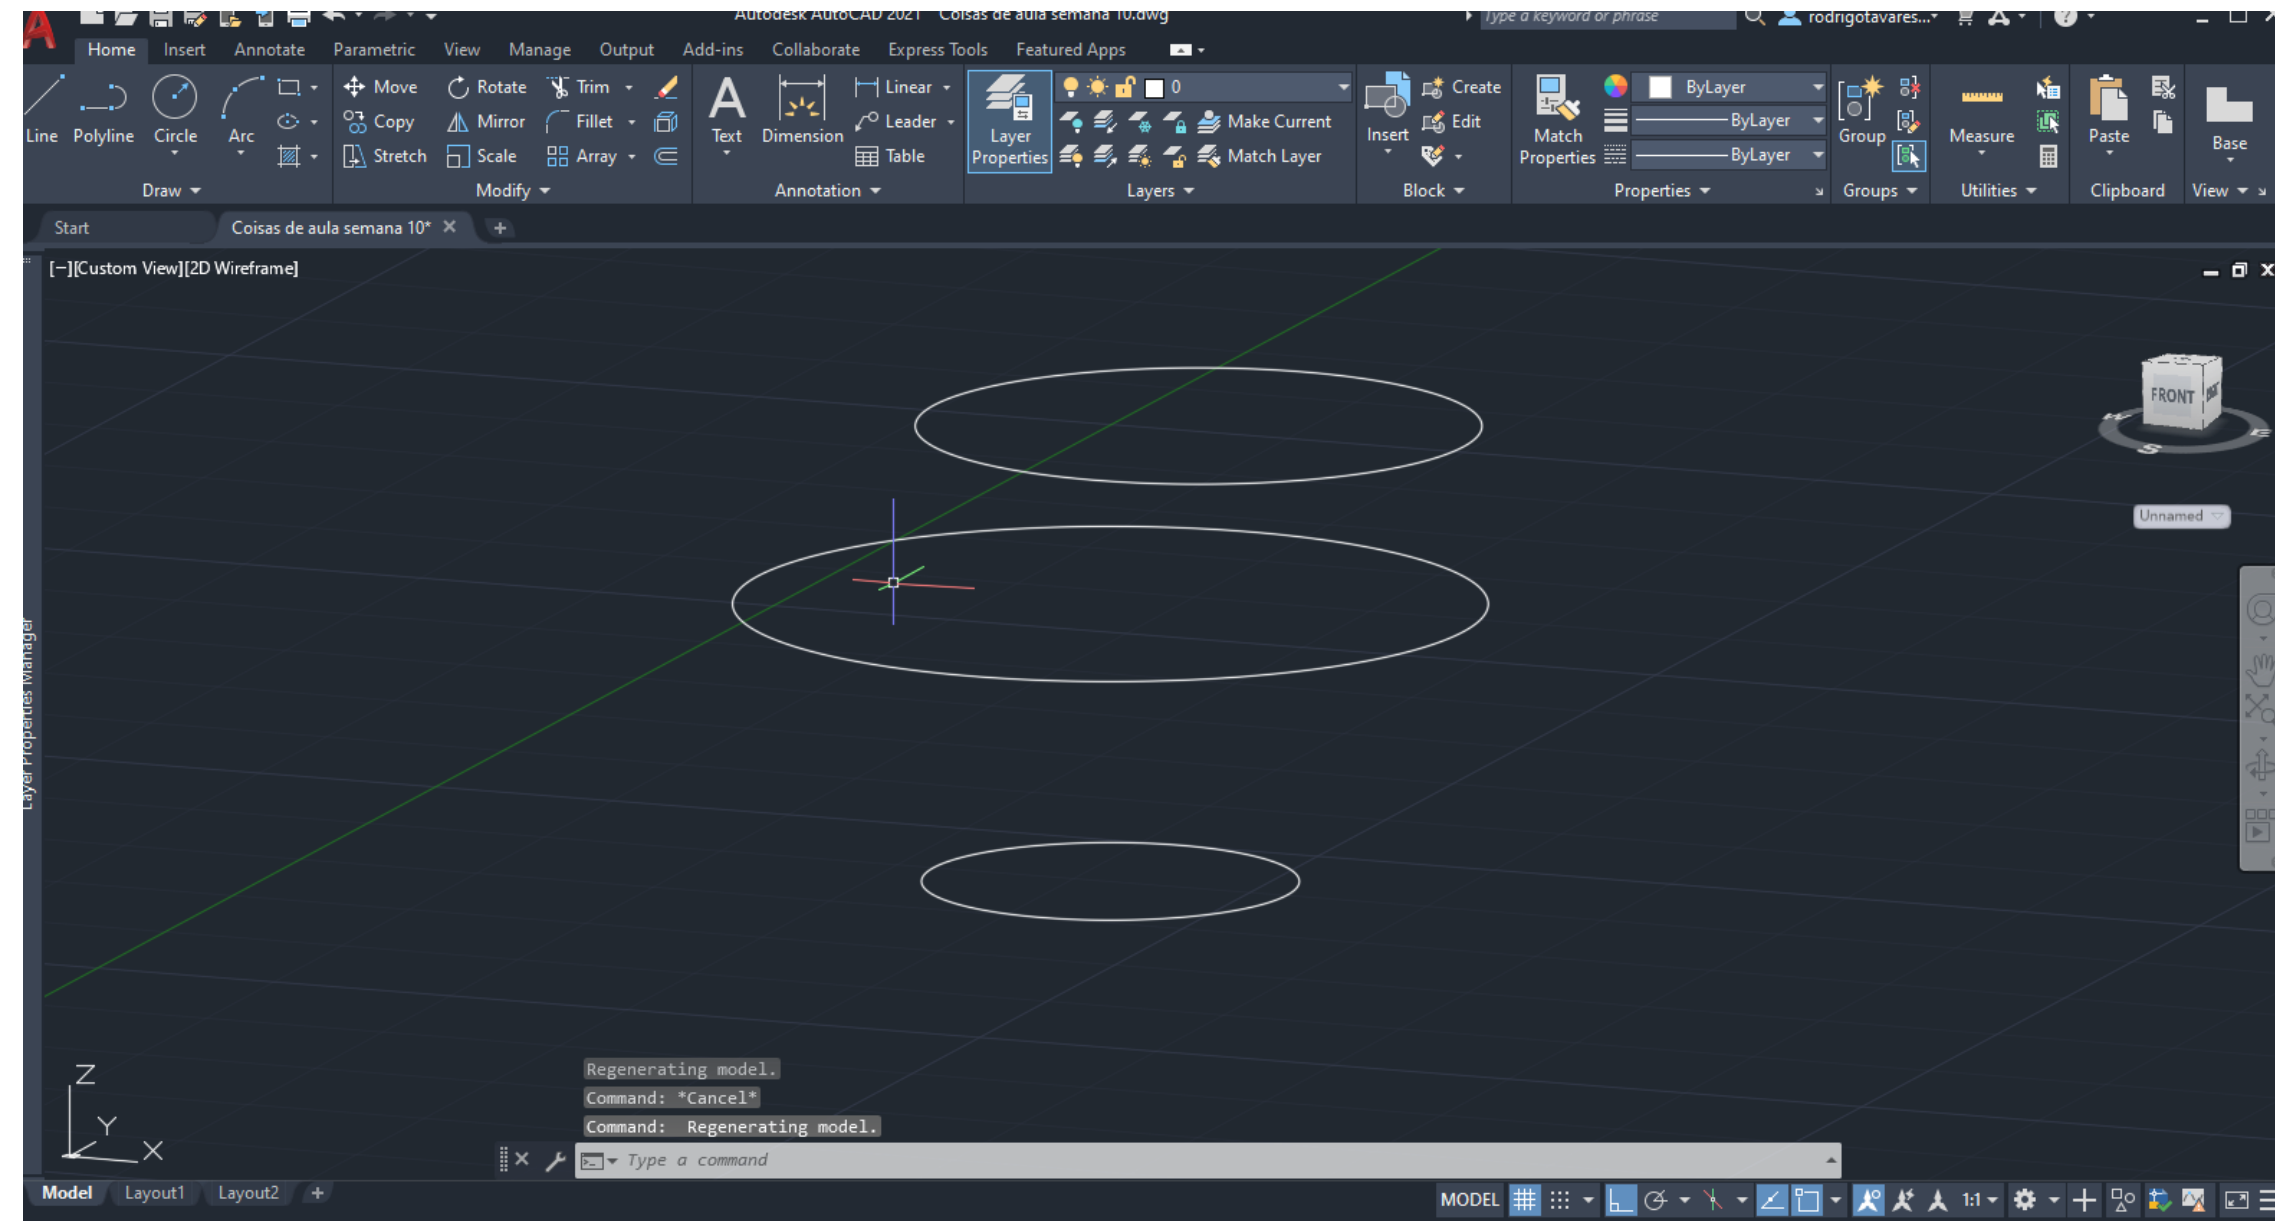 Autodesk AutoCAD 2021 Coisas de aula semana 10.dwg
Type a keyword or phrase
rodrigotavares...
Home Insert Annotate Parametric View Manage Output Add-ins Collaborate Express Tools Featured Apps
Line Polyline Circle Arc
Move Rotate Trim
Copy Mirror Fillet
Stretch Scale Array
Text Dimension
Linear
Leader
Table
Layer Properties
0
Make Current
Match Layer
Insert
Create
Edit
Match Properties
ByLayer
ByLayer
ByLayer
Group
Measure
Paste
Base
Draw Modify Annotation Layers Block Properties Groups Utilities Clipboard View
Start Coisas de aula semana 10* +
[−][Custom View][2D Wireframe]
FRONT
W S E
Unnamed
Layer Properties Manager
Z
Y
X
Regenerating model.
Command: *Cancel*
Command: Regenerating model.
Type a command
Model Layout1 Layout2 +
MODEL 1:1